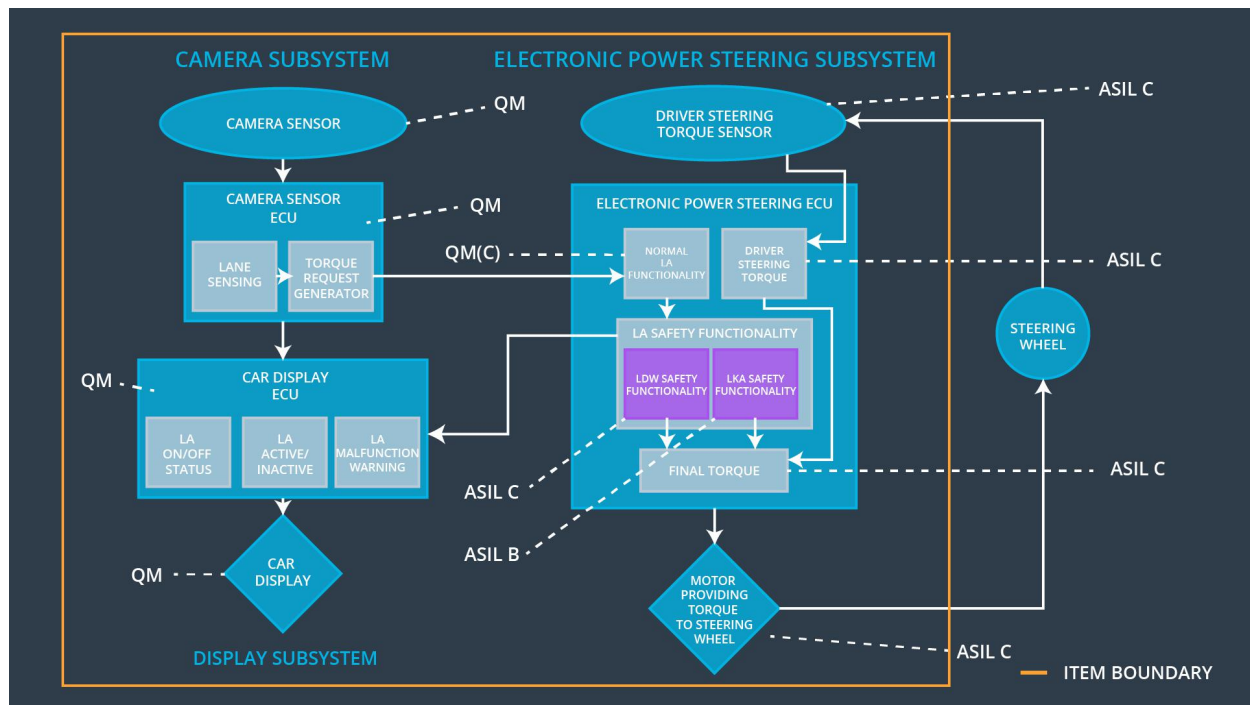 CAMERA SUBSYSTEM
ELECTRONIC POWER STEERING SUBSYSTEM
CAMERA SENSOR
QM
DRIVER STEERING
TORQUE SENSOR
ASIL C
CAMERA SENSOR
ECU
QM
LANE
SENSING
TORQUE
REQUEST
GENERATOR
ELECTRONIC POWER STEERING ECU
QM(C)
NORMAL
LA
FUNCTIONALITY
DRIVER
STEERING
TORQUE
ASIL C
LA SAFETY FUNCTIONALITY
LDW SAFETY
FUNCTIONALITY
LKA SAFETY
FUNCTIONALITY
STEERING
WHEEL
QM
CAR DISPLAY
ECU
LA
ON/OFF
STATUS
LA
ACTIVE/
INACTIVE
LA
MALFUNCTION
WARNING
FINAL TORQUE
ASIL C
ASIL C
ASIL B
QM
CAR
DISPLAY
MOTOR
PROVIDING
TORQUE
TO STEERING
WHEEL
ASIL C
DISPLAY SUBSYSTEM
ITEM BOUNDARY